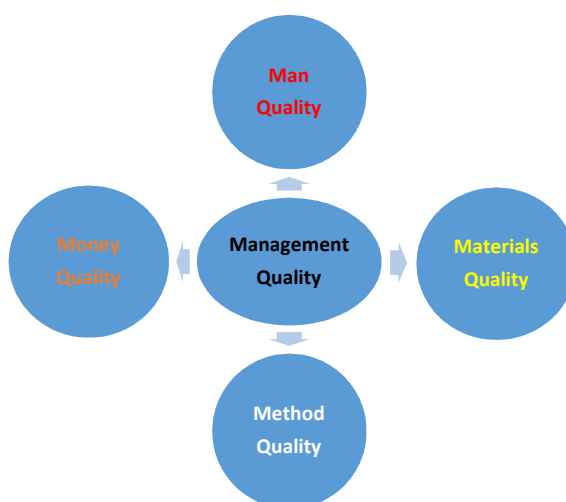 Man
Quality
Money
Quality
Management
Quality
Materials
Quality
Method
Quality